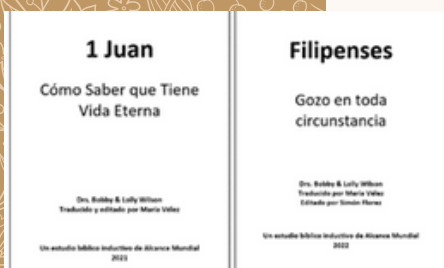 1 Juan
Cómo Saber que Tiene
Vida Eterna
Drs. Bobby & Lolly Wilson
Traducido y editado por María Vélez
Un estudio bíblico inductivo de Alcance Mundial
2021
Filipenses
Gozo en toda
circunstancia
Drs. Bobby & Lolly Wilson
Traducido por María Vélez
Editado por Simón Flores
Un estudio bíblico inductivo de Alcance Mundial
2022